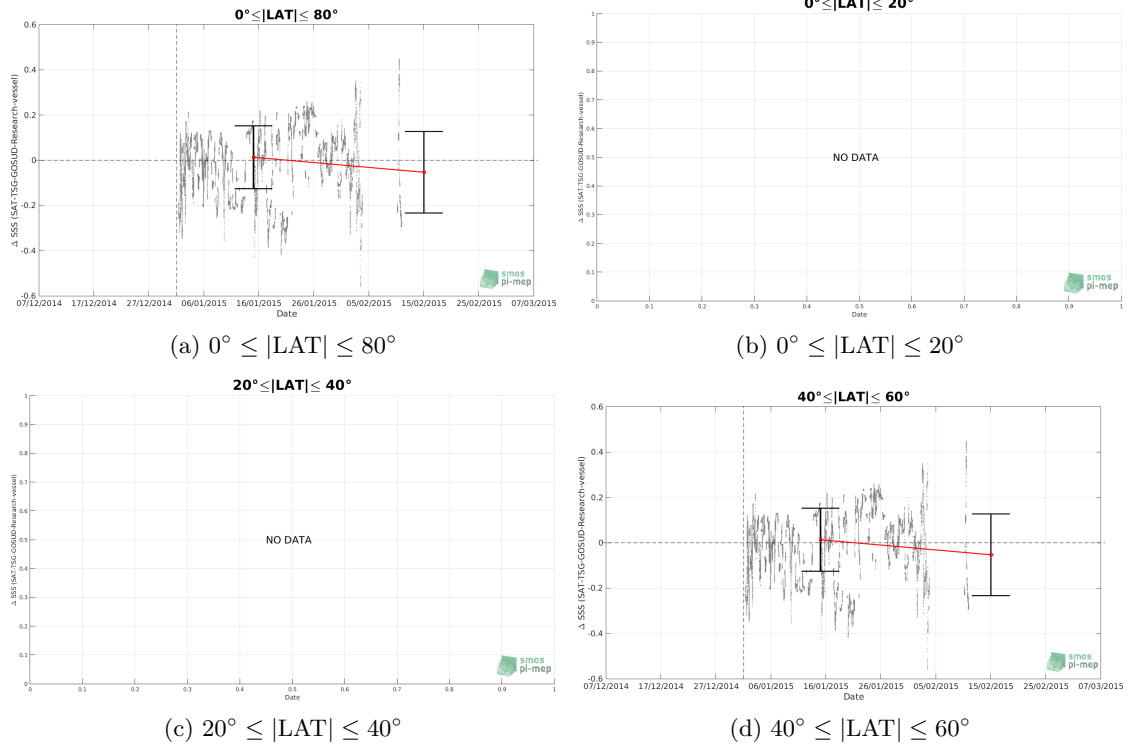 0°≤|LAT|≤ 80°
0.6
0.4
0.2
0
-0.2
-0.4
-0.6
Δ SSS (SAT-TSG-GOSUD-Research-vessel)
07/12/2014 17/12/2014 27/12/2014 06/01/2015 16/01/2015 26/01/2015 05/02/2015 15/02/2015 25/02/2015 07/03/2015
Date
smos
pi-mep
(a) 0° ≤ |LAT| ≤ 80°
0°≤|LAT|≤ 20°
1
0.9
0.8
0.7
0.6
0.5
0.4
0.3
0.2
0.1
0
Δ SSS (SAT-TSG-GOSUD-Research-vessel)
NO DATA
0 0.1 0.2 0.3 0.4 0.5 0.6 0.7 0.8 0.9 1
Date
smos
pi-mep
(b) 0° ≤ |LAT| ≤ 20°
20°≤|LAT|≤ 40°
1
0.9
0.8
0.7
0.6
0.5
0.4
0.3
0.2
0.1
0
Δ SSS (SAT-TSG-GOSUD-Research-vessel)
NO DATA
0 0.1 0.2 0.3 0.4 0.5 0.6 0.7 0.8 0.9 1
Date
smos
pi-mep
(c) 20° ≤ |LAT| ≤ 40°
40°≤|LAT|≤ 60°
0.6
0.4
0.2
0
-0.2
-0.4
-0.6
Δ SSS (SAT-TSG-GOSUD-Research-vessel)
07/12/2014 17/12/2014 27/12/2014 06/01/2015 16/01/2015 26/01/2015 05/02/2015 15/02/2015 25/02/2015 07/03/2015
Date
smos
pi-mep
(d) 40° ≤ |LAT| ≤ 60°